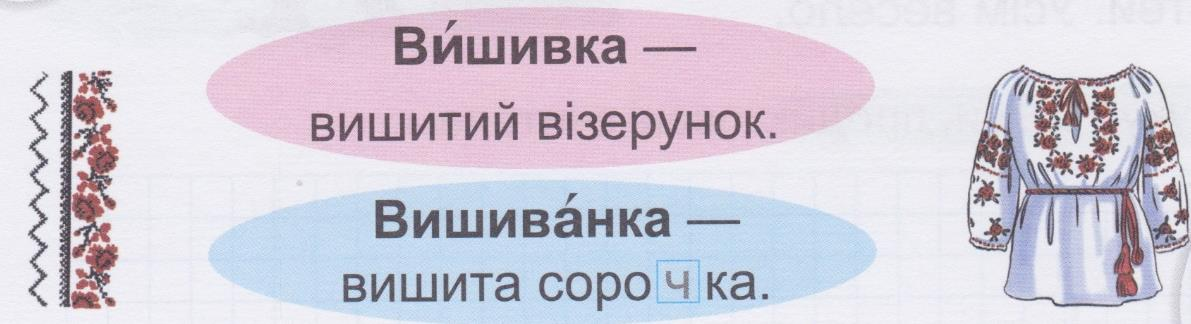 Ви́шивка —
вишитий візерунок.
Вишива́нка —
вишита сорочка.